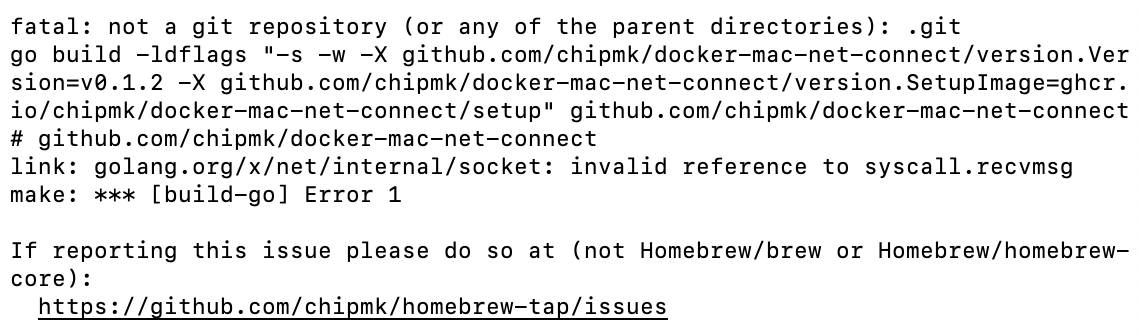 fatal: not a git repository (or any of the parent directories): .git
go build -ldflags "-s -w -X github.com/chipmk/docker-mac-net-connect/version.Ver
sion=v0.1.2 -X github.com/chipmk/docker-mac-net-connect/version.SetupImage=ghcr.
io/chipmk/docker-mac-net-connect/setup" github.com/chipmk/docker-mac-net-connect
# github.com/chipmk/docker-mac-net-connect
link: golang.org/x/net/internal/socket: invalid reference to syscall.recvmsg
make: *** [build-go] Error 1

If reporting this issue please do so at (not Homebrew/brew or Homebrew/homebrew-
core):
  https://github.com/chipmk/homebrew-tap/issues